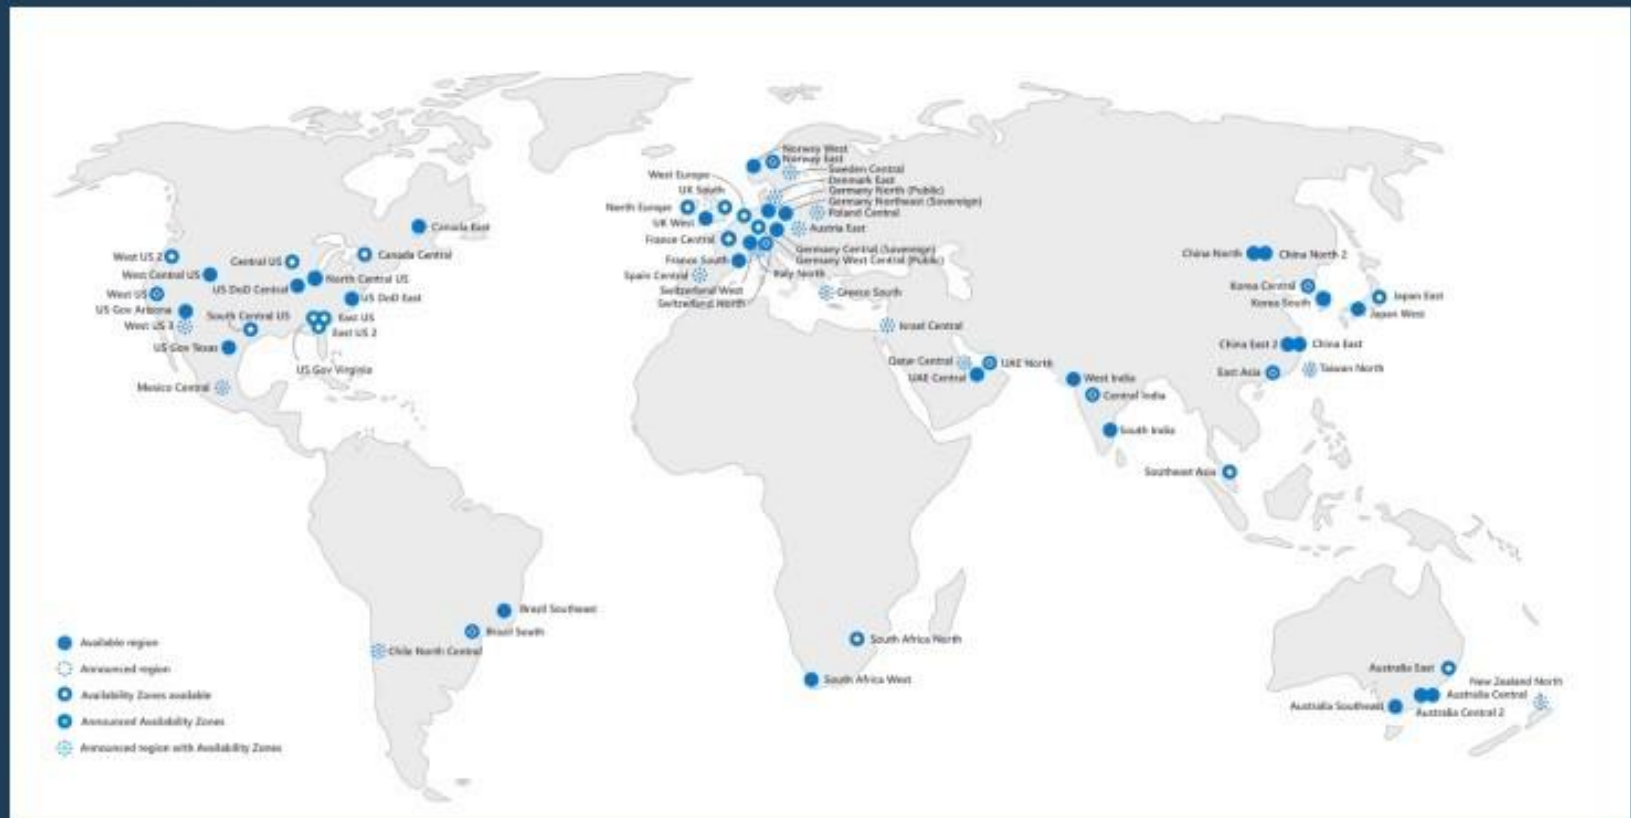 Norway West
Norway East
Sweden Central
Denmark East
Germany North (Public)
Germany Northeast (Sovereign)
Poland Central
Austria East
West Europe
UK South
North Europe
UK West
France Central
Germany Central (Sovereign)
Germany West Central (Public)
France South
Italy North
Spain Central
Switzerland West
Switzerland North
Greece South
Israel Central
Qatar Central
UAE North
UAE Central
Canada East
West US 2
Central US
Canada Central
West Central US
North Central US
US DoD Central
West US
US DoD East
US Gov Arizona
South Central US
East US
West US 3
East US 2
US Gov Texas
US Gov Virginia
Mexico Central
China North
China North 2
Korea Central
Korea South
Japan East
Japan West
China East 2
China East
East Asia
Taiwan North
West India
Central India
South India
Southeast Asia
Brazil Southeast
Brazil South
Chile North Central
South Africa North
South Africa West
Australia East
New Zealand North
Australia Central
Australia Southeast
Australia Central 2
Available region
Announced region
Availability Zones available
Announced Availability Zones
Announced region with Availability Zones